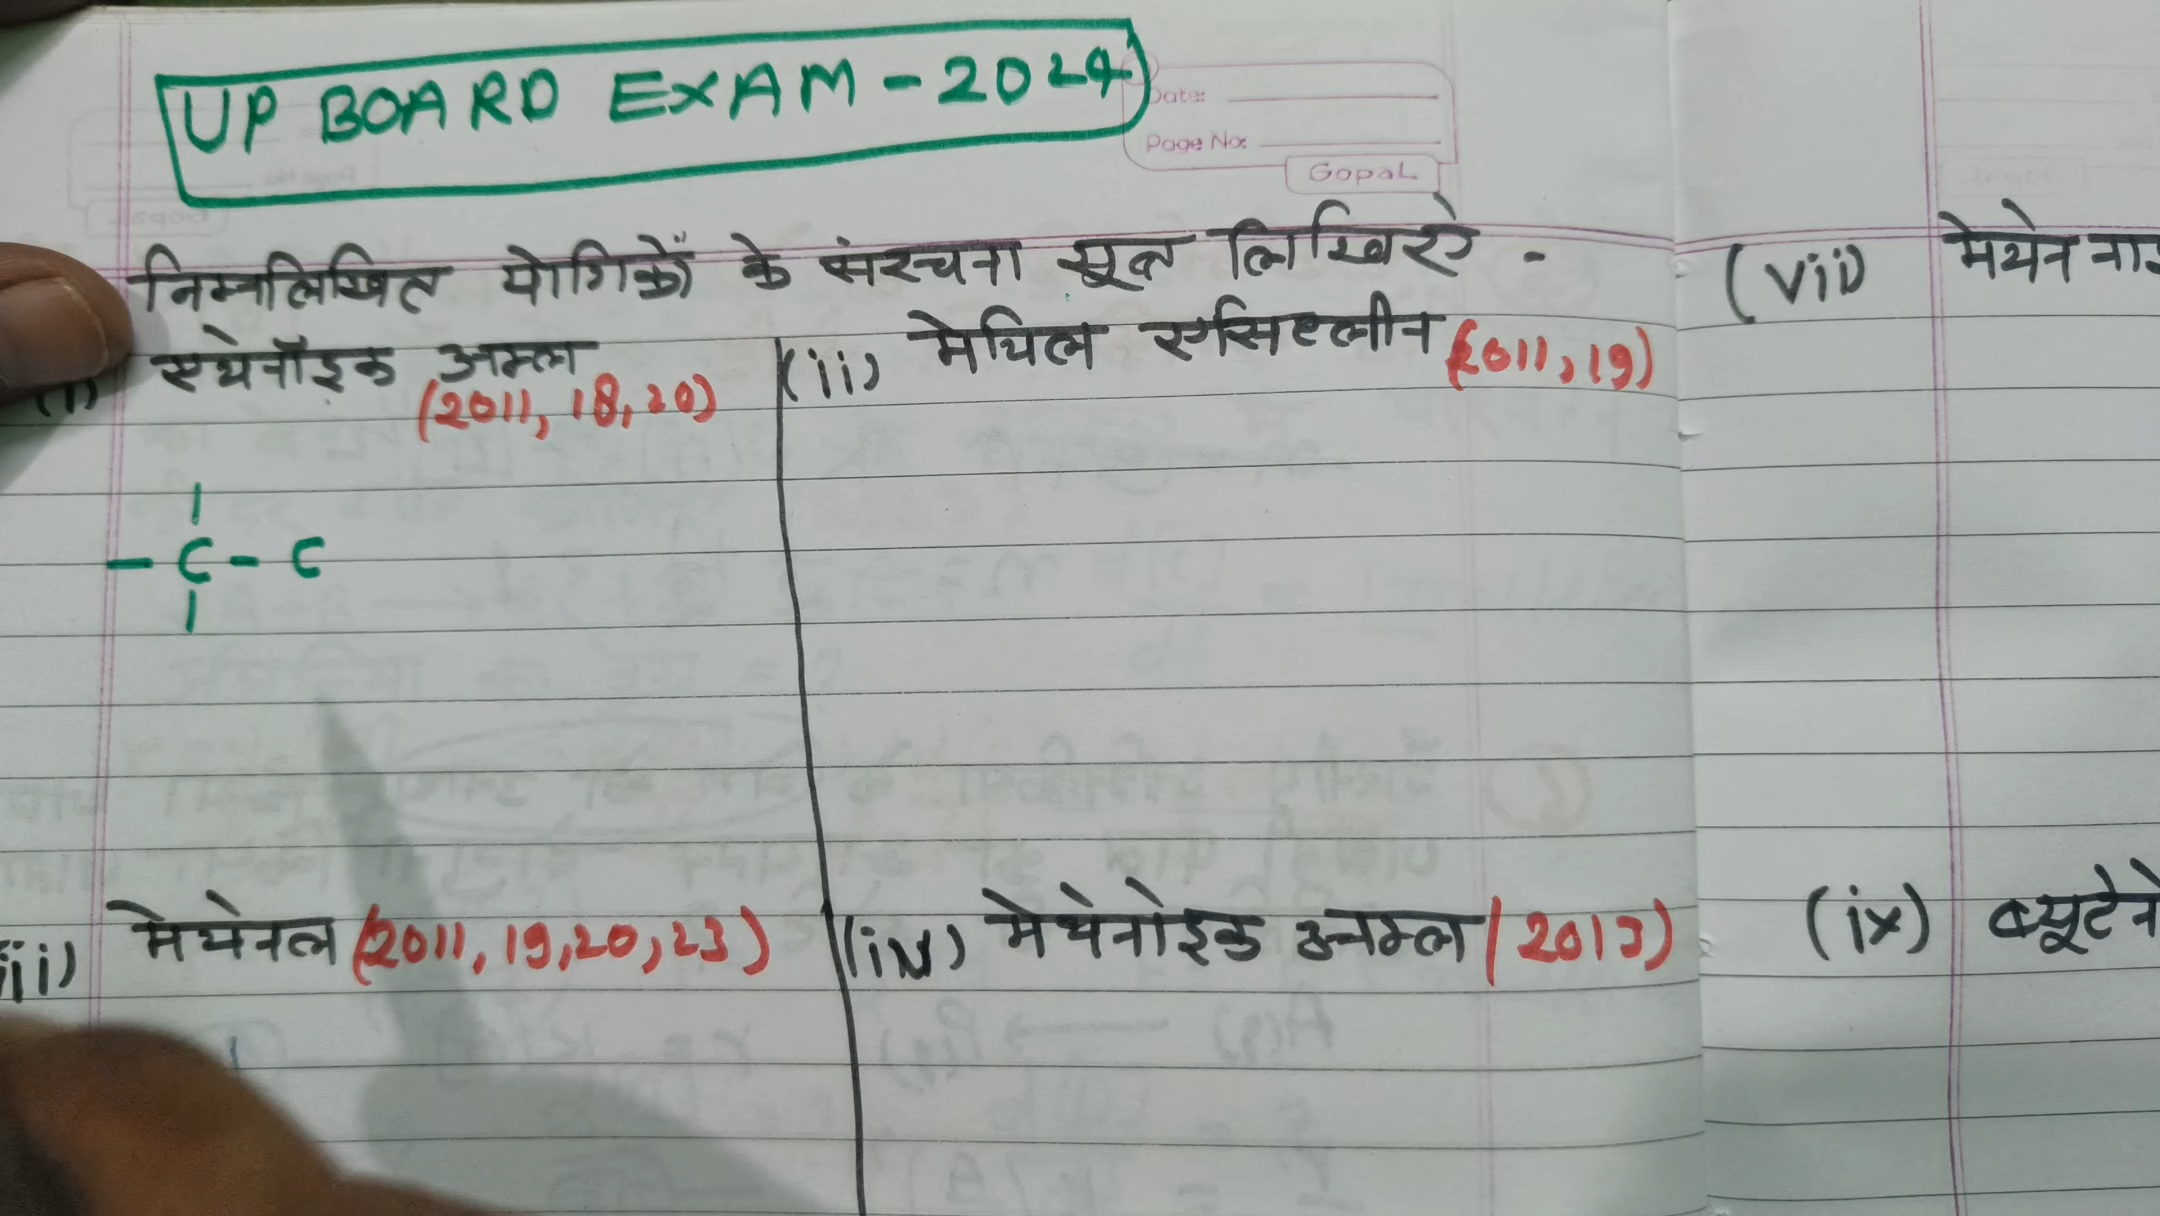 UP BOARD EXAM - 2024
Date:
Page No:
Gopal
निम्नलिखित योगिकों के संरचना सूत्र लिखिऐ -
(i) एथेनॉइक अम्ल
(2011, 18, 20)
(ii) मेथिल एसिटलीन (2011, 19)
- C - C
iii) मेथेनल (2011, 19, 20, 23)
(iv) मेथेनोइक अम्ल (2013)
(vii)
(ix)